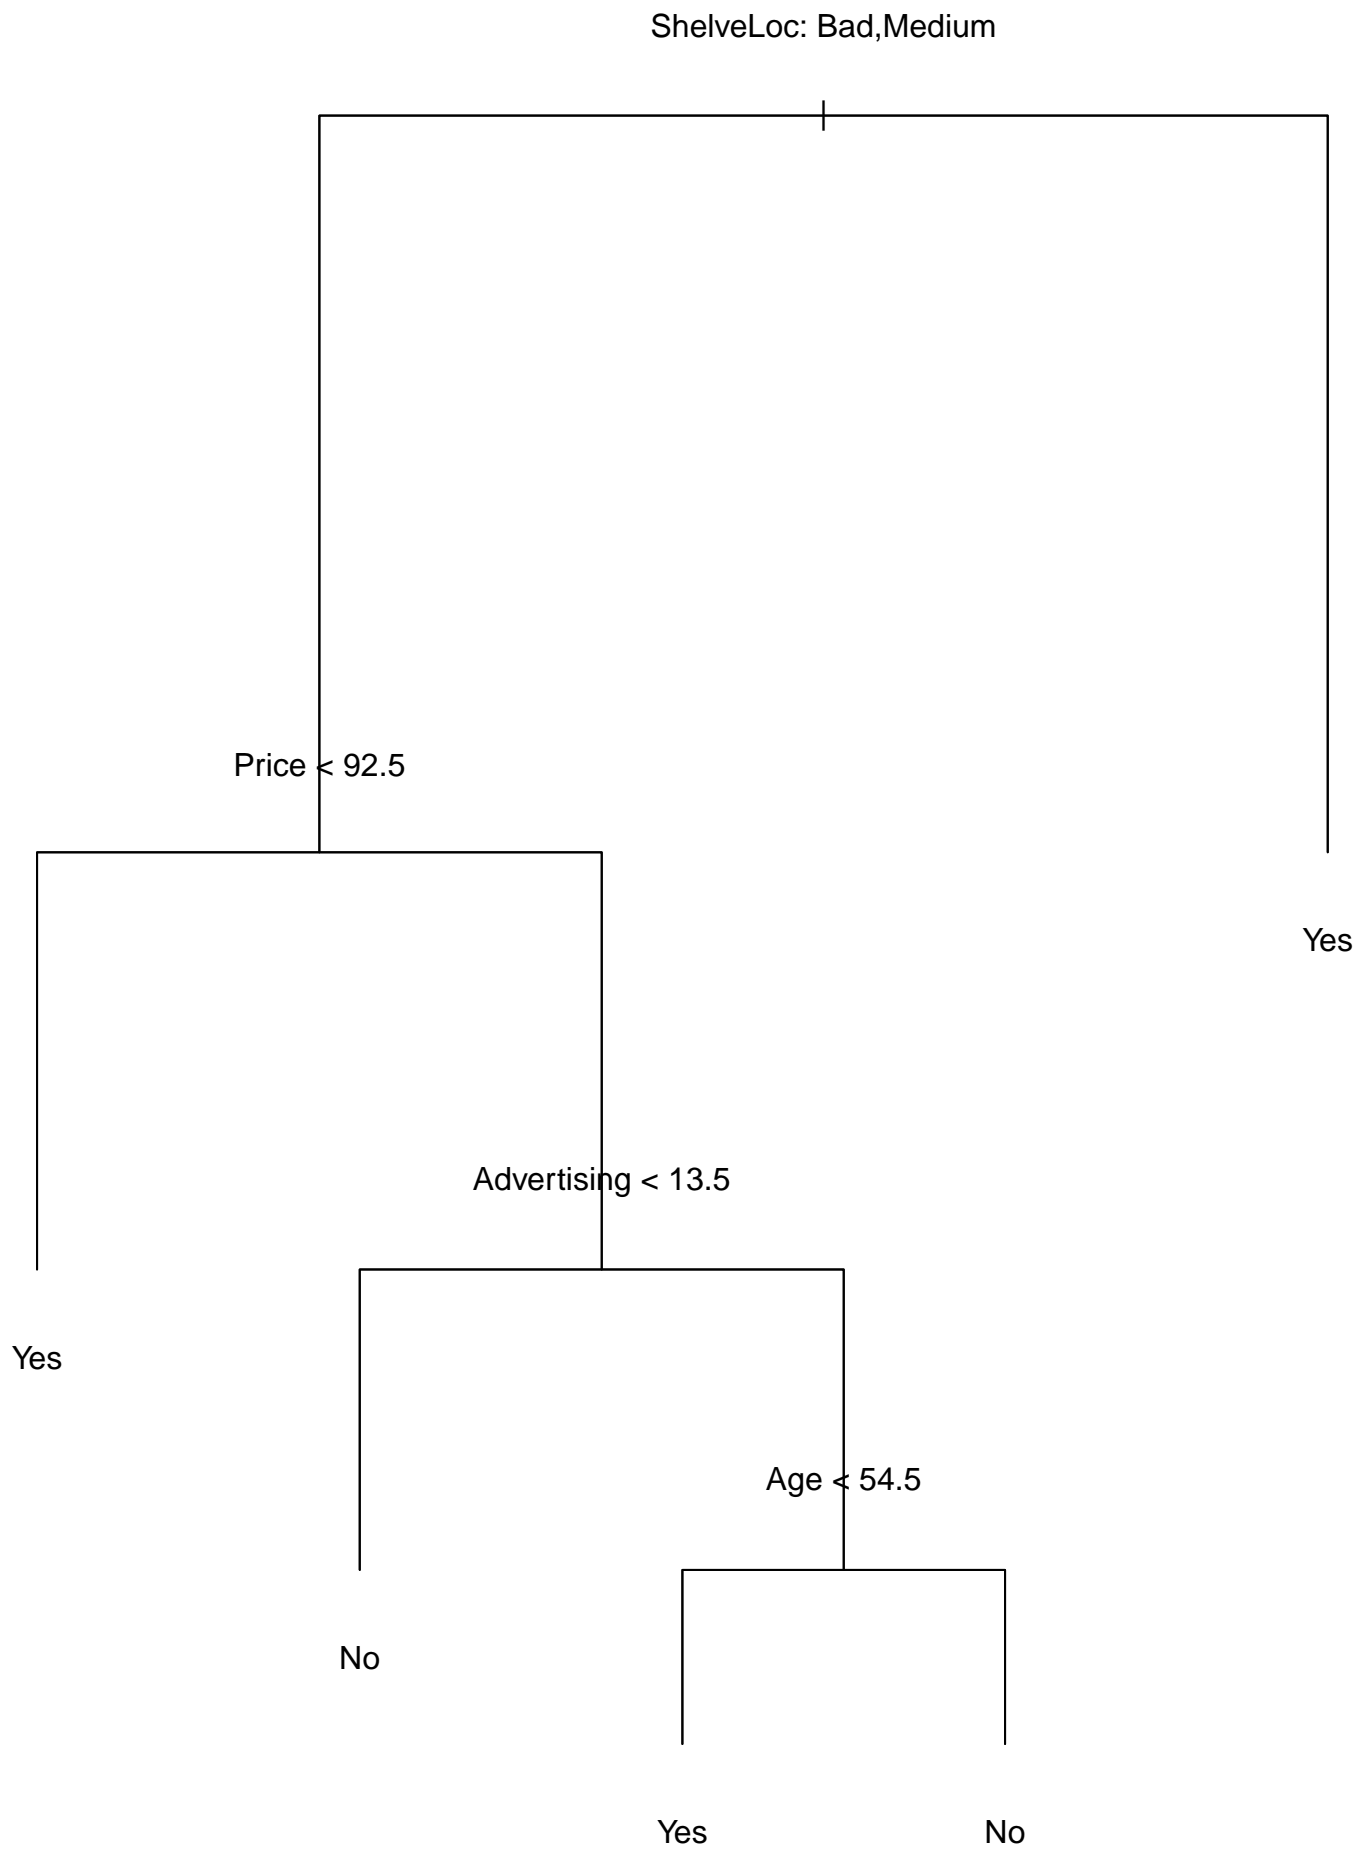 ShelveLoc: Bad,Medium
Price < 92.5
Yes
Advertising < 13.5
Yes
Age < 54.5
No
Yes
No